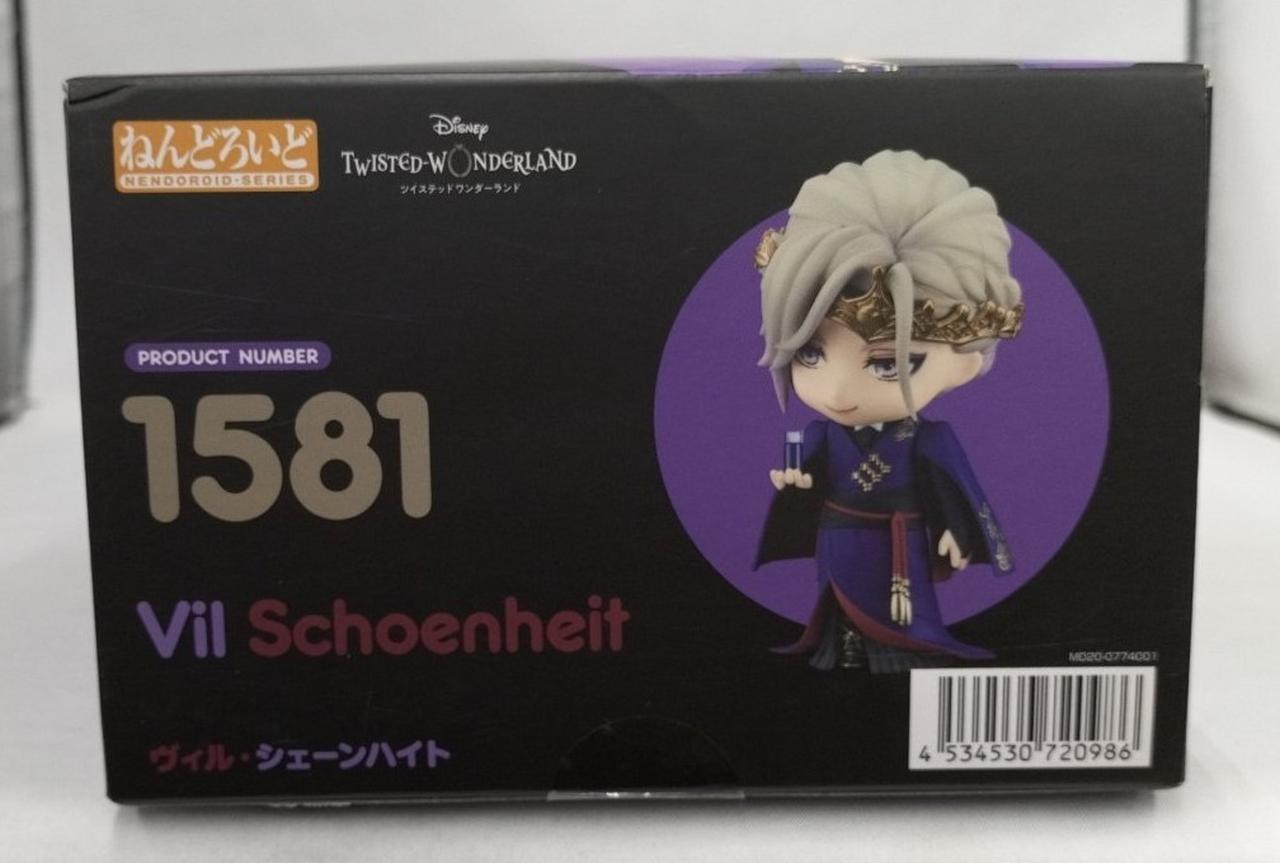 ねんどろいど
NENDOROID-SERIES
Disney
TWISTED-WONDERLAND
ツイステッドワンダーランド
PRODUCT NUMBER
1581
Vil Schoenheit
ヴィル・シェーンハイト
MD20-0774001
4 534530 720986